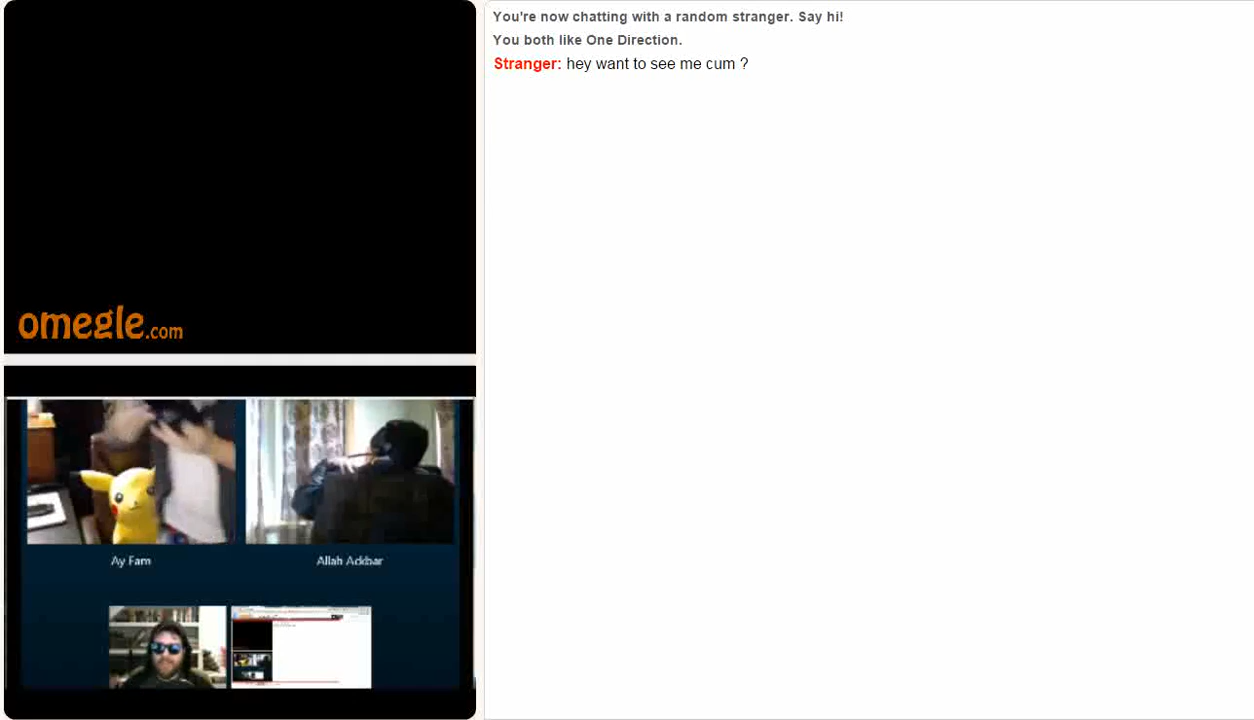 You're now chatting with a random stranger. Say hi!
You both like One Direction.
Stranger: hey want to see me cum ?
omegle.com
Ay Fam
Allah Ackbar